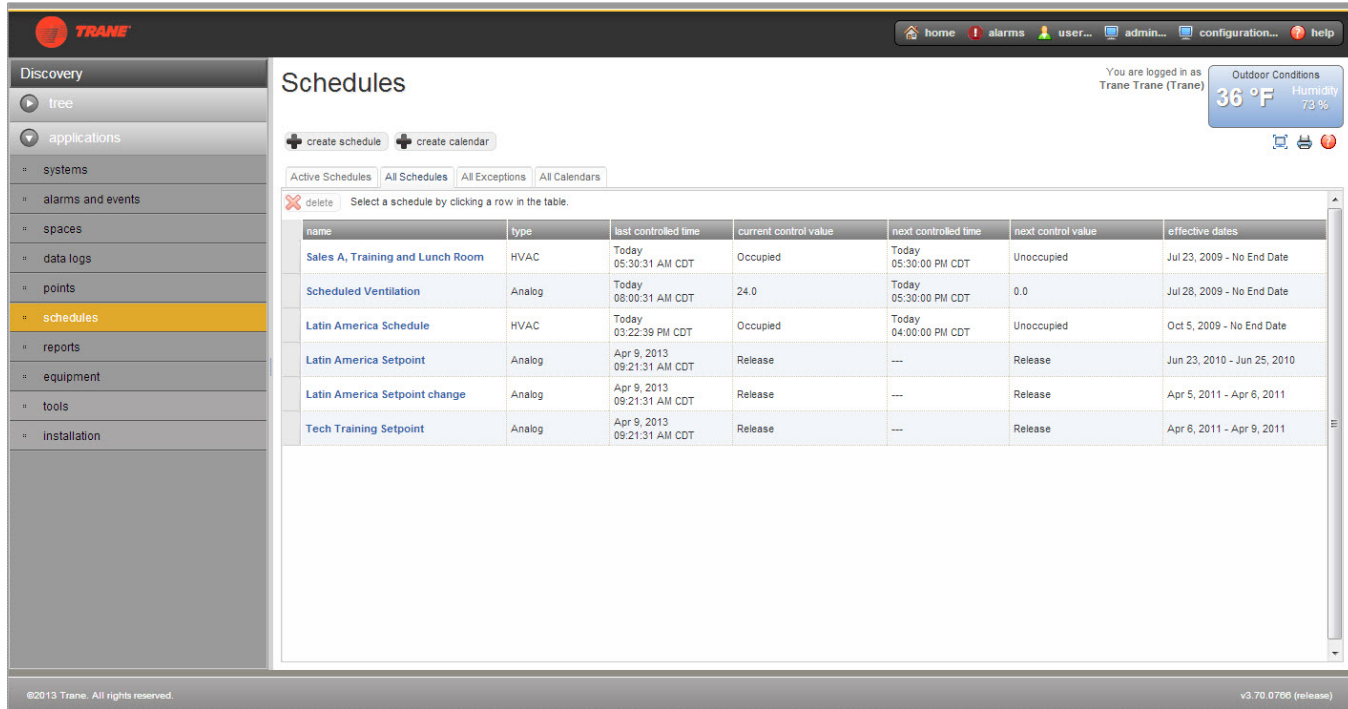 TRANE
home alarms user... admin... configuration... help
Discovery
tree
applications
systems
alarms and events
spaces
data logs
points
schedules
reports
equipment
tools
installation
Schedules
You are logged in as
Trane Trane (Trane)
Outdoor Conditions
36 °F
Humidity
73 %
create schedule create calendar
Active Schedules All Schedules All Exceptions All Calendars
delete Select a schedule by clicking a row in the table.
name type last controlled time current control value next controlled time next control value effective dates
Sales A, Training and Lunch Room HVAC Today 05:30:31 AM CDT Occupied Today 05:30:00 PM CDT Unoccupied Jul 23, 2009 - No End Date
Scheduled Ventilation Analog Today 08:00:31 AM CDT 24.0 Today 05:30:00 PM CDT 0.0 Jul 28, 2009 - No End Date
Latin America Schedule HVAC Today 03:22:39 PM CDT Occupied Today 04:00:00 PM CDT Unoccupied Oct 5, 2009 - No End Date
Latin America Setpoint Analog Apr 9, 2013 09:21:31 AM CDT Release --- Release Jun 23, 2010 - Jun 25, 2010
Latin America Setpoint change Analog Apr 9, 2013 09:21:31 AM CDT Release --- Release Apr 5, 2011 - Apr 6, 2011
Tech Training Setpoint Analog Apr 9, 2013 09:21:31 AM CDT Release --- Release Apr 6, 2011 - Apr 9, 2011
©2013 Trane. All rights reserved.
v3.70.0766 (release)